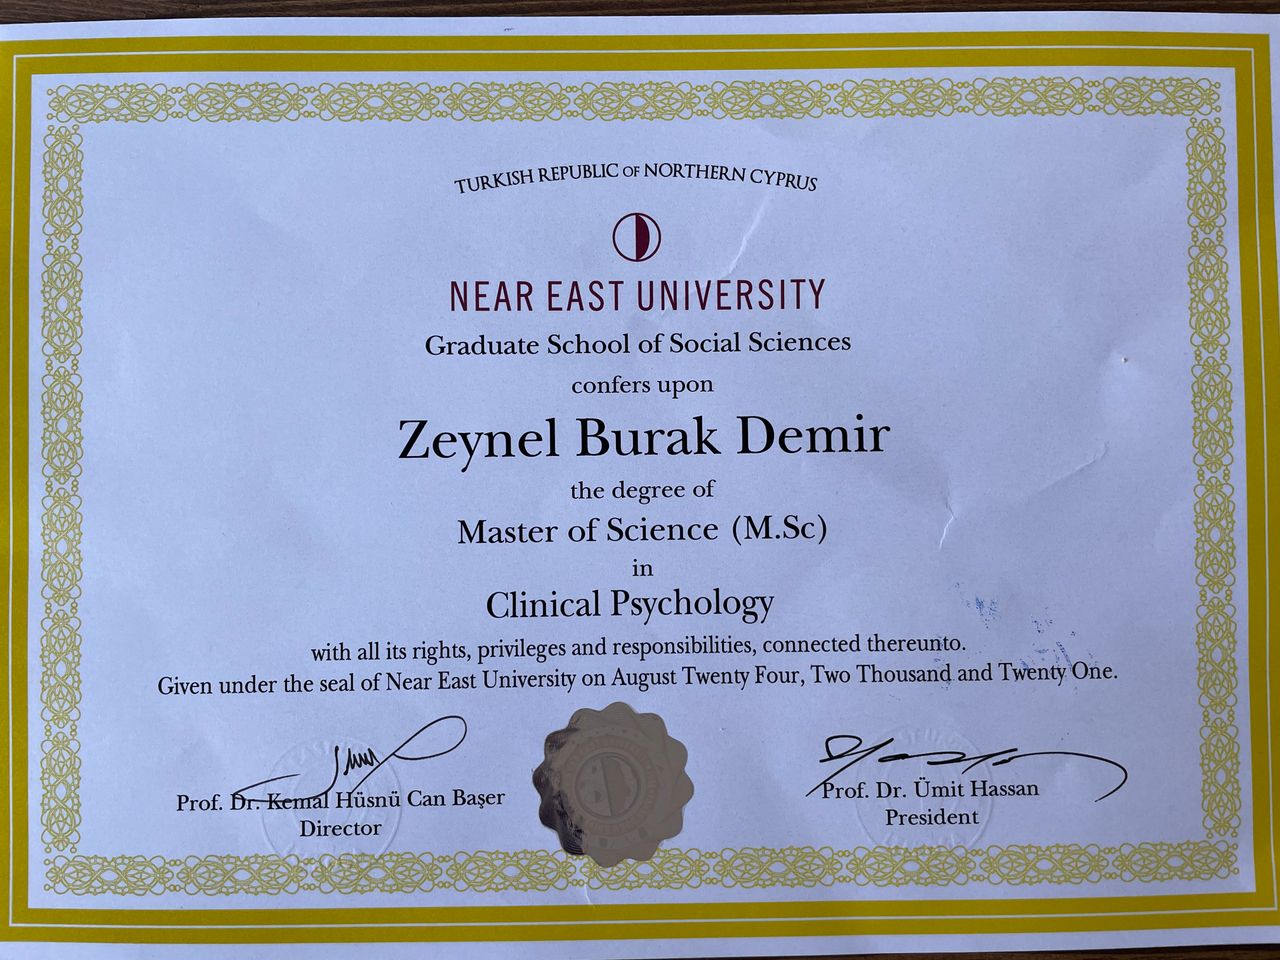 TURKISH REPUBLIC OF NORTHERN CYPRUS
NEAR EAST UNIVERSITY
Graduate School of Social Sciences
confers upon
Zeynel Burak Demir
the degree of
Master of Science (M.Sc)
in
Clinical Psychology
with all its rights, privileges and responsibilities, connected thereunto.
Given under the seal of Near East University on August Twenty Four, Two Thousand and Twenty One.
Prof. Dr. Kemal Hüsnü Can Başer
Director
Prof. Dr. Ümit Hassan
President